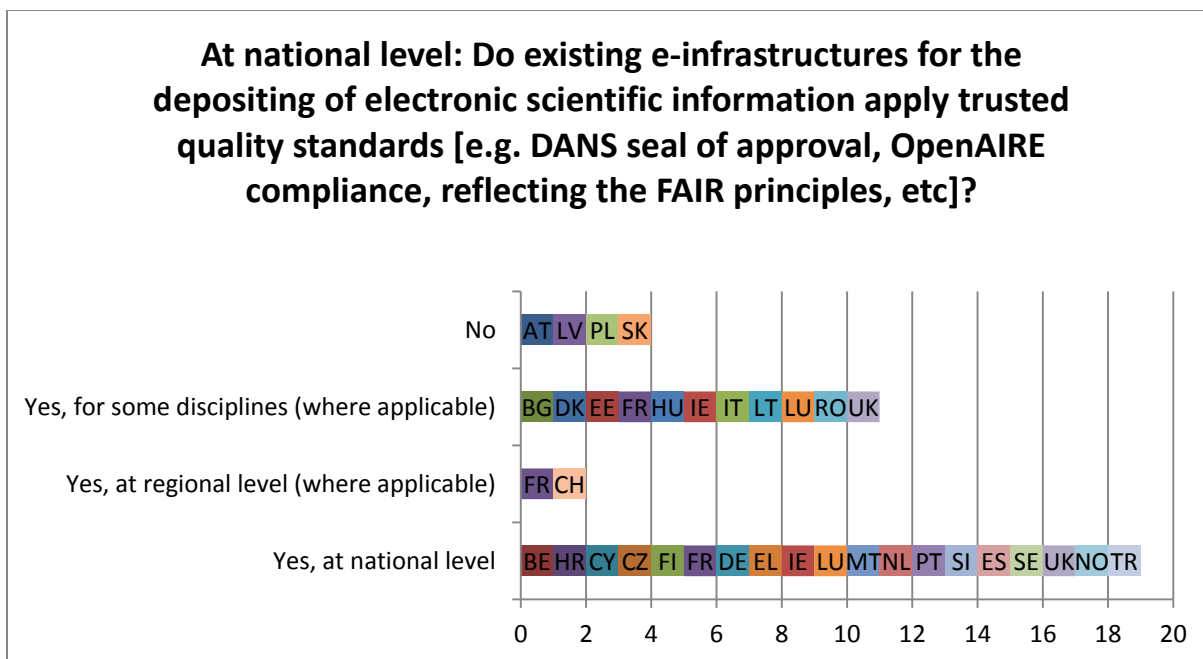 At national level: Do existing e-infrastructures for the
depositing of electronic scientific information apply trusted
quality standards [e.g. DANS seal of approval, OpenAIRE
compliance, reflecting the FAIR principles, etc]?
No
AT LV PL SK
Yes, for some disciplines (where applicable)
BG DK EE FR HU IE IT LT LU RO UK
Yes, at regional level (where applicable)
FR CH
Yes, at national level
BE HR CY CZ FI FR DE EL IE LU MT NL PT SI ES SE UK NO TR
0 2 4 6 8 10 12 14 16 18 20